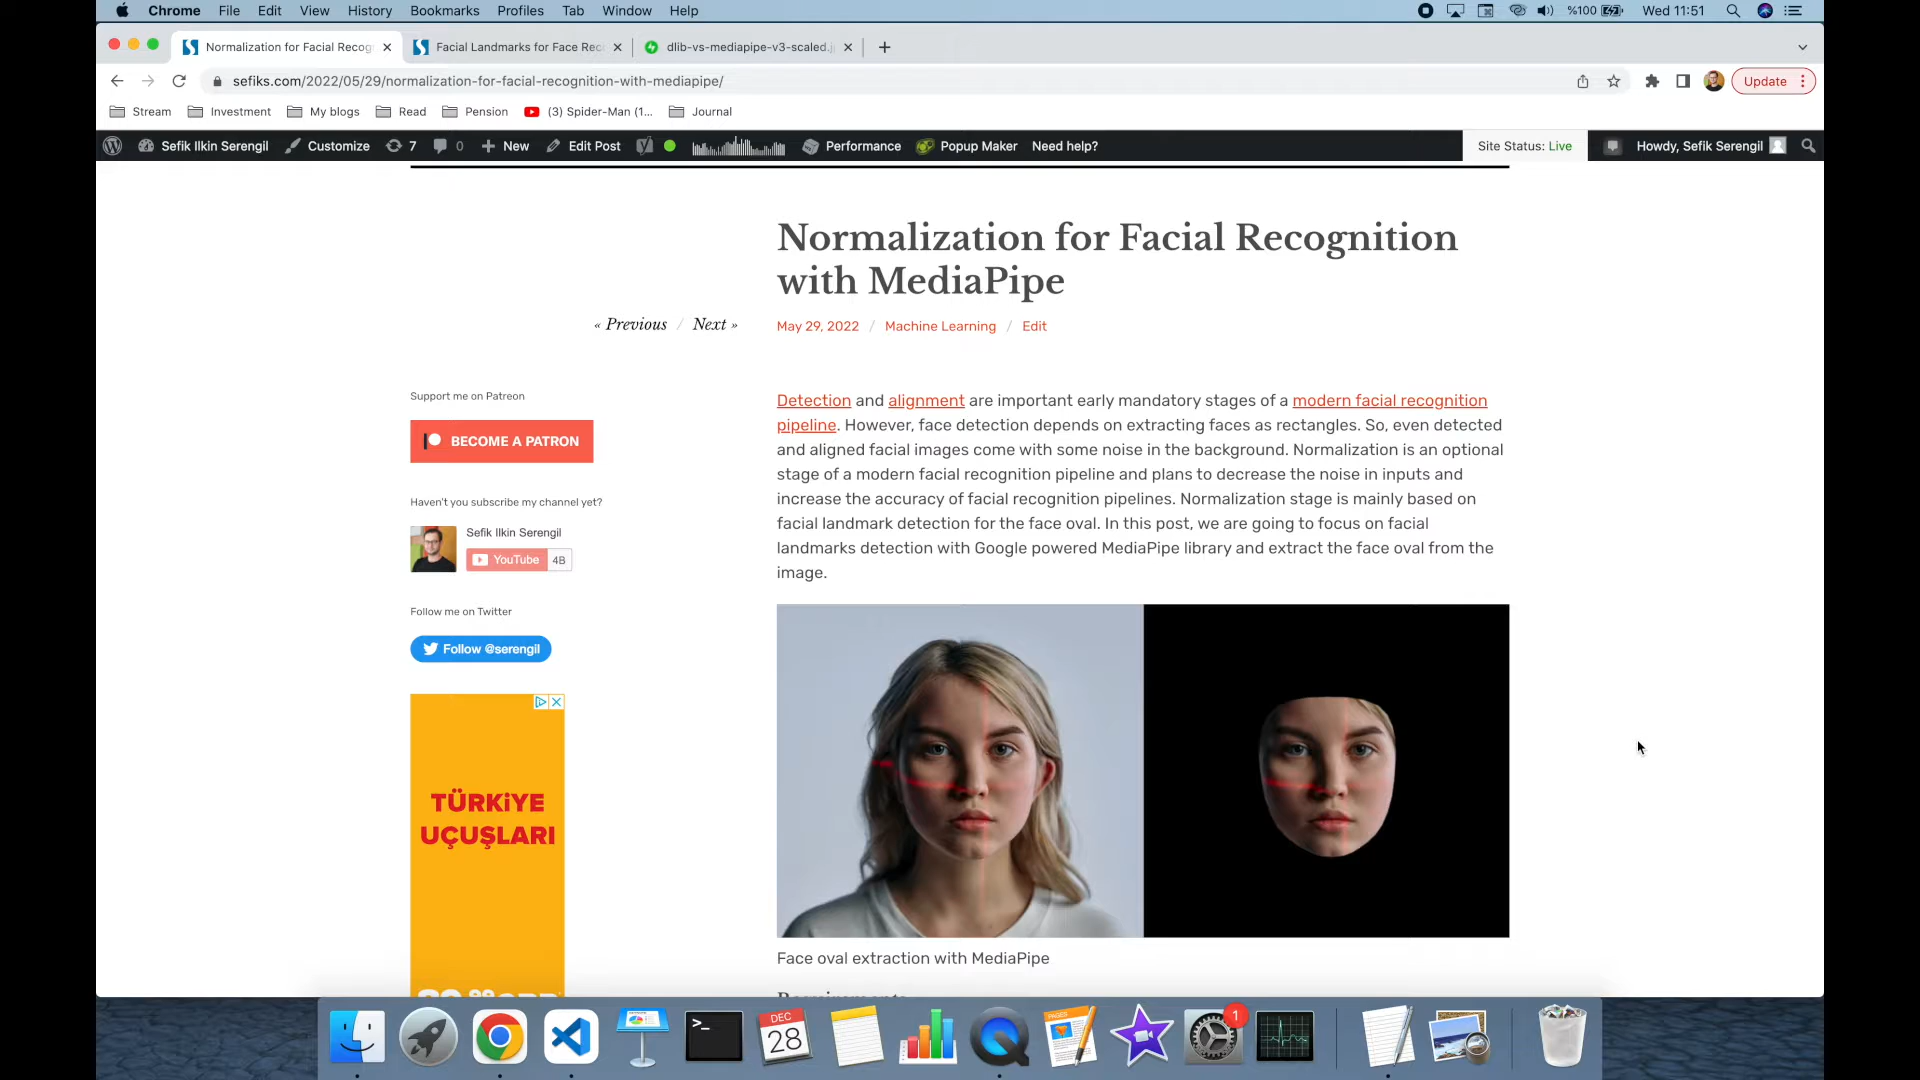 Chrome File Edit View History Bookmarks Profiles Tab Window Help
%100 Wed 11:51
Normalization for Facial Recog
Facial Landmarks for Face Rec
dlib-vs-mediapipe-v3-scaled.j
sefiks.com/2022/05/29/normalization-for-facial-recognition-with-mediapipe/
Update
Stream Investment My blogs Read Pension (3) Spider-Man (1... Journal
Sefik Ilkin Serengil Customize 7 0 New Edit Post Performance Popup Maker Need help?
Site Status: Live Howdy, Sefik Serengil
Normalization for Facial Recognition
with MediaPipe
« Previous / Next »
May 29, 2022 / Machine Learning / Edit
Support me on Patreon
BECOME A PATRON
Haven't you subscribe my channel yet?
Sefik Ilkin Serengil
YouTube 4B
Follow me on Twitter
Follow @serengil
TÜRKİYE
UÇUŞLARI
Detection and alignment are important early mandatory stages of a modern facial recognition
pipeline. However, face detection depends on extracting faces as rectangles. So, even detected
and aligned facial images come with some noise in the background. Normalization is an optional
stage of a modern facial recognition pipeline and plans to decrease the noise in inputs and
increase the accuracy of facial recognition pipelines. Normalization stage is mainly based on
facial landmark detection for the face oval. In this post, we are going to focus on facial
landmarks detection with Google powered MediaPipe library and extract the face oval from the
image.
Face oval extraction with MediaPipe
DEC
28
PAGES
1